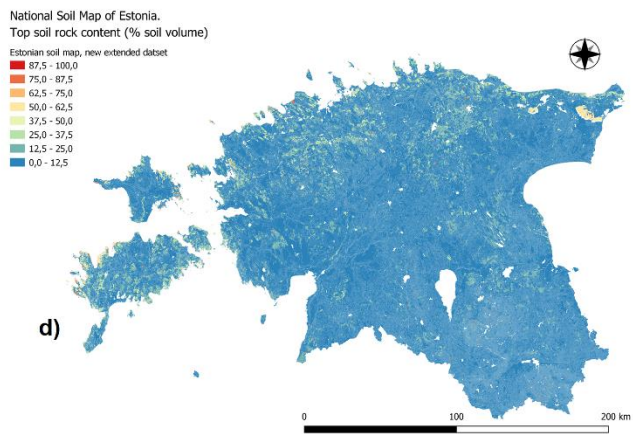 National Soil Map of Estonia.
Top soil rock content (% soil volume)
Estonian soil map, new extended datset
87,5 - 100,0
75,0 - 87,5
62,5 - 75,0
50,0 - 62,5
37,5 - 50,0
25,0 - 37,5
12,5 - 25,0
0,0 - 12,5
d)
0 100 200 km